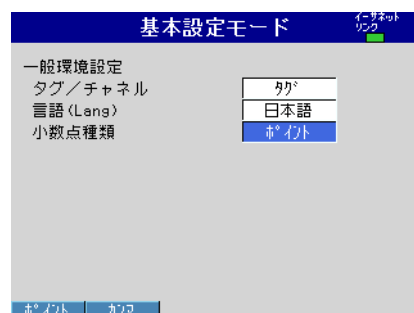 基本設定モード
イーサネット
リンク
一般環境設定
タグ/チャネル ﾀｸﾞ
言語(Lang) 日本語
小数点種類 ﾎﾟｲﾝﾄ
ﾎﾟｲﾝﾄ ｶﾝﾏ